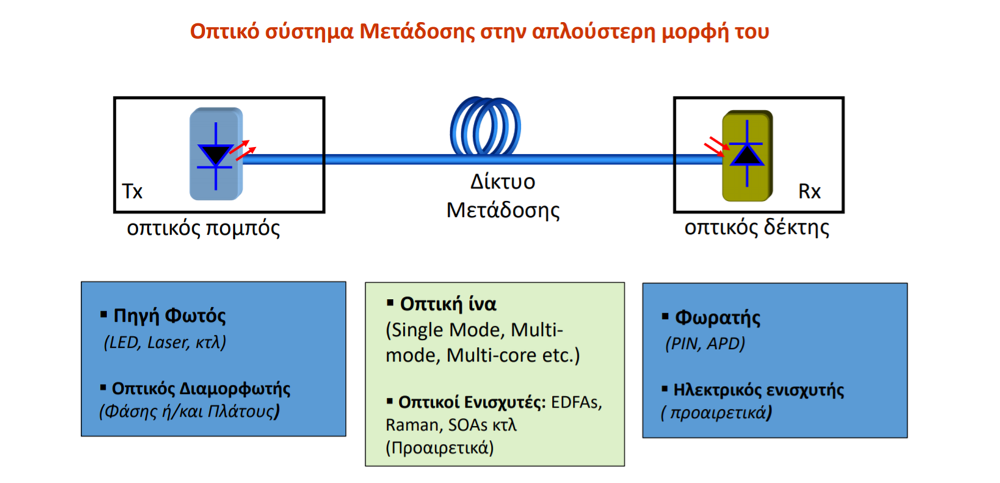 Οπτικό σύστημα Μετάδοσης στην απλούστερη μορφή του
Tx
οπτικός πομπός
Δίκτυο
Μετάδοσης
Rx
οπτικός δέκτης
▪ Πηγή Φωτός
(LED, Laser, κτλ)
▪ Οπτικός Διαμορφωτής
(Φάσης ή/και Πλάτους)
▪ Οπτική ίνα
(Single Mode, Multi-
mode, Multi-core etc.)
▪ Οπτικοί Ενισχυτές: EDFAs,
Raman, SOAs κτλ
(Προαιρετικά)
▪ Φωρατής
(PIN, APD)
▪ Ηλεκτρικός ενισχυτής
( προαιρετικά)